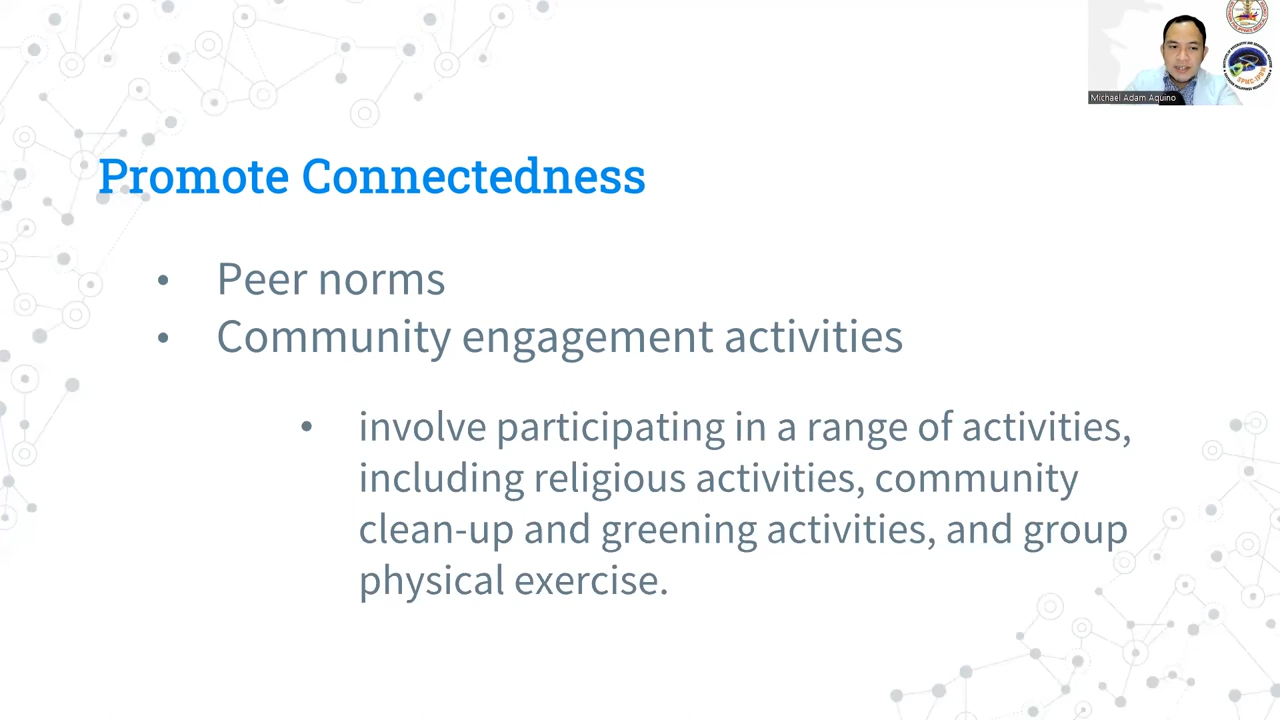 Michael Adam Aquino
Promote Connectedness
• Peer norms
• Community engagement activities
• involve participating in a range of activities,
including religious activities, community
clean-up and greening activities, and group
physical exercise.